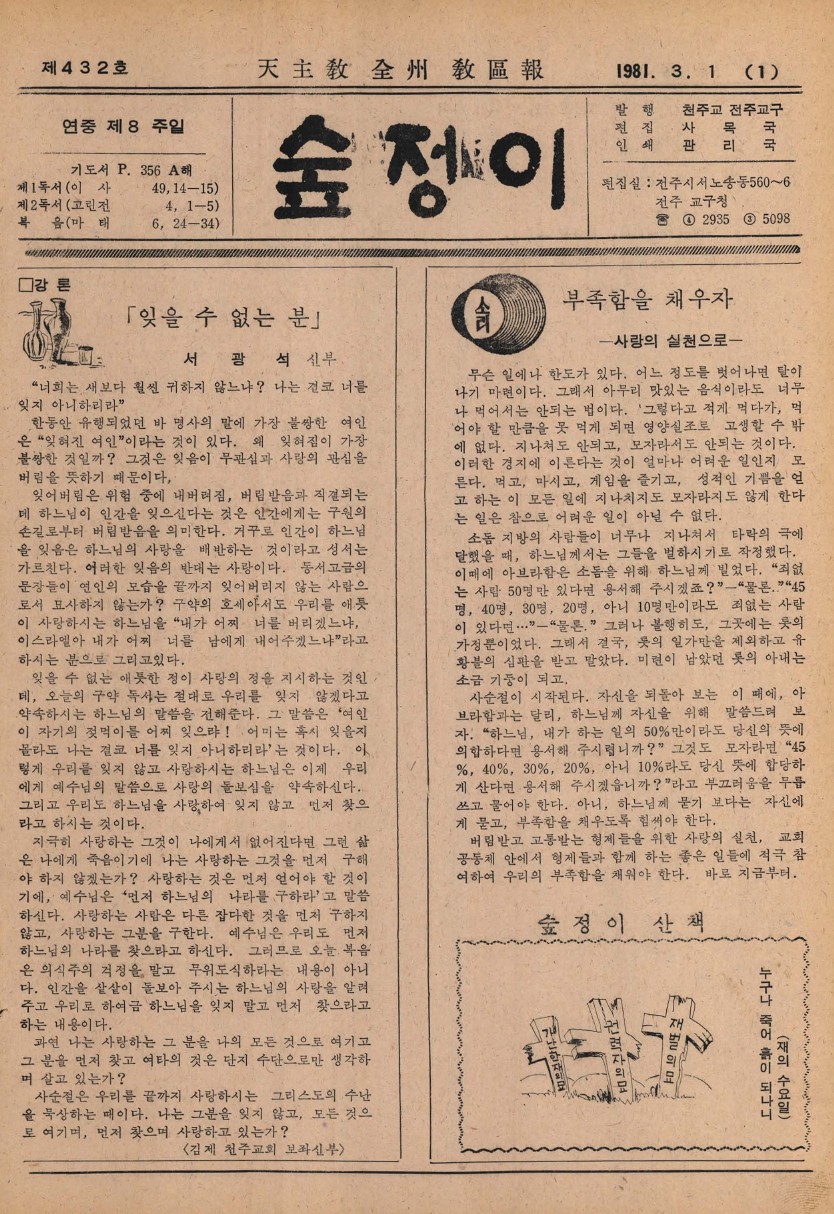 제432호
天主敎 全州 敎區報
1981. 3. 1 (1)
연중 제8 주일
기도서 P. 356 A해
제1독서(이 사 49,14—15)
제2독서(고린전 4, 1—5)
복 음(마 태 6, 24—34)
숲정이
발 행 천주교 전주교구
편 집 사 목 국
인 쇄 관 리 국
편집실 : 전주시서노송동560~6
전주 교구청
☎ ④ 2935 ③ 5098
□강 론
「잊을 수 없는 분」
서 광 석 신부
“너희는 새보다 훨씬 귀하지 않느냐? 나는 결코 너를
잊지 아니하리라”
한동안 유행되었던 바 명사의 말에 가장 불쌍한 여인
은 “잊혀진 여인”이라는 것이 있다. 왜 잊혀짐이 가장
불쌍한 것일까? 그것은 잊음이 무관심과 사랑의 관심을
버림을 뜻하기 때문이다,
잊어버림은 위험 중에 내버려짐, 버림받음과 직결되는
데 하느님이 인간을 잊으신다는 것은 인간에게는 구원의
손길로부터 버림받음을 의미한다. 거꾸로 인간이 하느님
을 잊음은 하느님의 사랑을 배반하는 것이라고 성서는
가르친다. 어러한 잊음의 반대는 사랑이다. 동서고금의
문장들이 연인의 모습을 끝까지 잊어버리지 않는 사람으
로서 묘사하지 않는가? 구약의 호세아서도 우리를 애틋
이 사랑하시는 하느님을 “내가 어찌 너를 버리겠느냐,
이스라엘아 내가 어찌 너를 남에게 내어주겠느냐”라고
하시는 분으로 그리고있다.
잊을 수 없는 애틋한 정이 사랑의 정을 지시하는 것인
데, 오늘의 구약 독서는 절대로 우리를 잊지 않겠다고
약속하시는 하느님의 말씀을 전해준다. 그 말씀은 ‘여인
이 자기의 젖먹이를 어찌 잊으랴! 어미는 혹시 잊을지
몰라도 나는 결코 너를 잊지 아니하리라’는 것이다. 이
렇게 우리를 잊지 않고 사랑하시는 하느님은 이제 우리
에게 예수님의 말씀으로 사랑의 돌보심을 약속하신다.
그리고 우리도 하느님을 사랑하여 잊지 않고 먼저 찾으
라고 하시는 것이다.
지극히 사랑하는 그것이 나에게서 없어진다면 그런 삶
은 나에게 죽음이기에 나는 사랑하는 그것을 먼저 구해
야 하지 않겠는가? 사랑하는 것은 먼저 얻어야 할 것이
기에, 예수님은 ‘먼저 하느님의 나라를 구하라’고 말씀
하신다. 사랑하는 사람은 다른 잡다한 것을 먼저 구하지
않고, 사랑하는 그분을 구한다. 예수님은 우리도 먼저
하느님의 나라를 찾으라고 하신다. 그러므로 오늘 복음
은 의식주의 걱정을 말고 무위도식하라는 내용이 아니
다. 인간을 샅샅이 돌보아 주시는 하느님의 사랑을 알려
주고 우리로 하여금 하느님을 잊지 말고 먼저 찾으라고
하는 내용이다.
과연 나는 사랑하는 그 분을 나의 모든 것으로 여기고
그 분을 먼저 찾고 여타의 것은 단지 수단으로만 생각하
며 살고 있는가?
사순절은 우리를 끝까지 사랑하시는 그리스도의 수난
을 묵상하는 때이다. 나는 그분을 잊지 않고, 모든 것으
로 여기며, 먼저 찾으며 사랑하고 있는가?
〈김제 천주교회 보좌신부〉
소리
부족함을 채우자
—사랑의 실천으로—
무슨 일에나 한도가 있다. 어느 정도를 벗어나면 탈이
나기 마련이다. 그래서 아무리 맛있는 음식이라도 너무
나 먹어서는 안되는 법이다. 그렇다고 적게 먹다가, 먹
어야 할 만큼을 못 먹게 되면 영양실조로 고생할 수 밖
에 없다. 지나쳐도 안되고, 모자라서도 안되는 것이다.
이러한 경지에 이른다는 것이 얼마나 어려운 일인지 모
른다. 먹고, 마시고, 게임을 즐기고, 성적인 기쁨을 얻
고 하는 이 모든 일에 지나치지도 모자라지도 않게 한다
는 일은 참으로 어려운 일이 아닐 수 없다.
소돔 지방의 사람들이 너무나 지나쳐서 타락의 극에
달했을 때, 하느님께서는 그들을 벌하시기로 작정했다.
이때에 아브라함은 소돔을 위해 하느님께 빌었다. “죄없
는 사람 50명만 있다면 용서해 주시겠죠?”—“물론.”“45
명, 40명, 30명, 20명, 아니 10명만이라도 죄없는 사람
이 있다면…”—“물론.” 그러나 불행히도, 그곳에는 롯의
가정뿐이었다. 그래서 결국, 롯의 일가만을 제외하고 유
황불의 심판을 받고 말았다. 미련이 남았던 롯의 아내는
소금 기둥이 되고.
사순절이 시작된다. 자신을 되돌아 보는 이 때에, 아
브라함과는 달리, 하느님께 자신을 위해 말씀드려 보
자. “하느님, 내가 하는 일의 50%만이라도 당신의 뜻에
의합하다면 용서해 주시렵니까?” 그것도 모자라면 “45
%, 40%, 30%, 20%, 아니 10%라도 당신 뜻에 합당하
게 산다면 용서해 주시겠읍니까?”라고 부끄러움을 무릅
쓰고 물어야 한다. 아니, 하느님께 묻기 보다는 자신에
게 묻고, 부족함을 채우도록 힘써야 한다.
버림받고 고통받는 형제들을 위한 사랑의 실천, 교회
공동체 안에서 형제들과 함께 하는 좋은 일들에 적극 참
여하여 우리의 부족함을 채워야 한다. 바로 지금부터.
숲정이 산책
누구나 죽어 흙이 되나니
(재의 수요일)
재벌의묘
권력자의묘
가난한자의묘